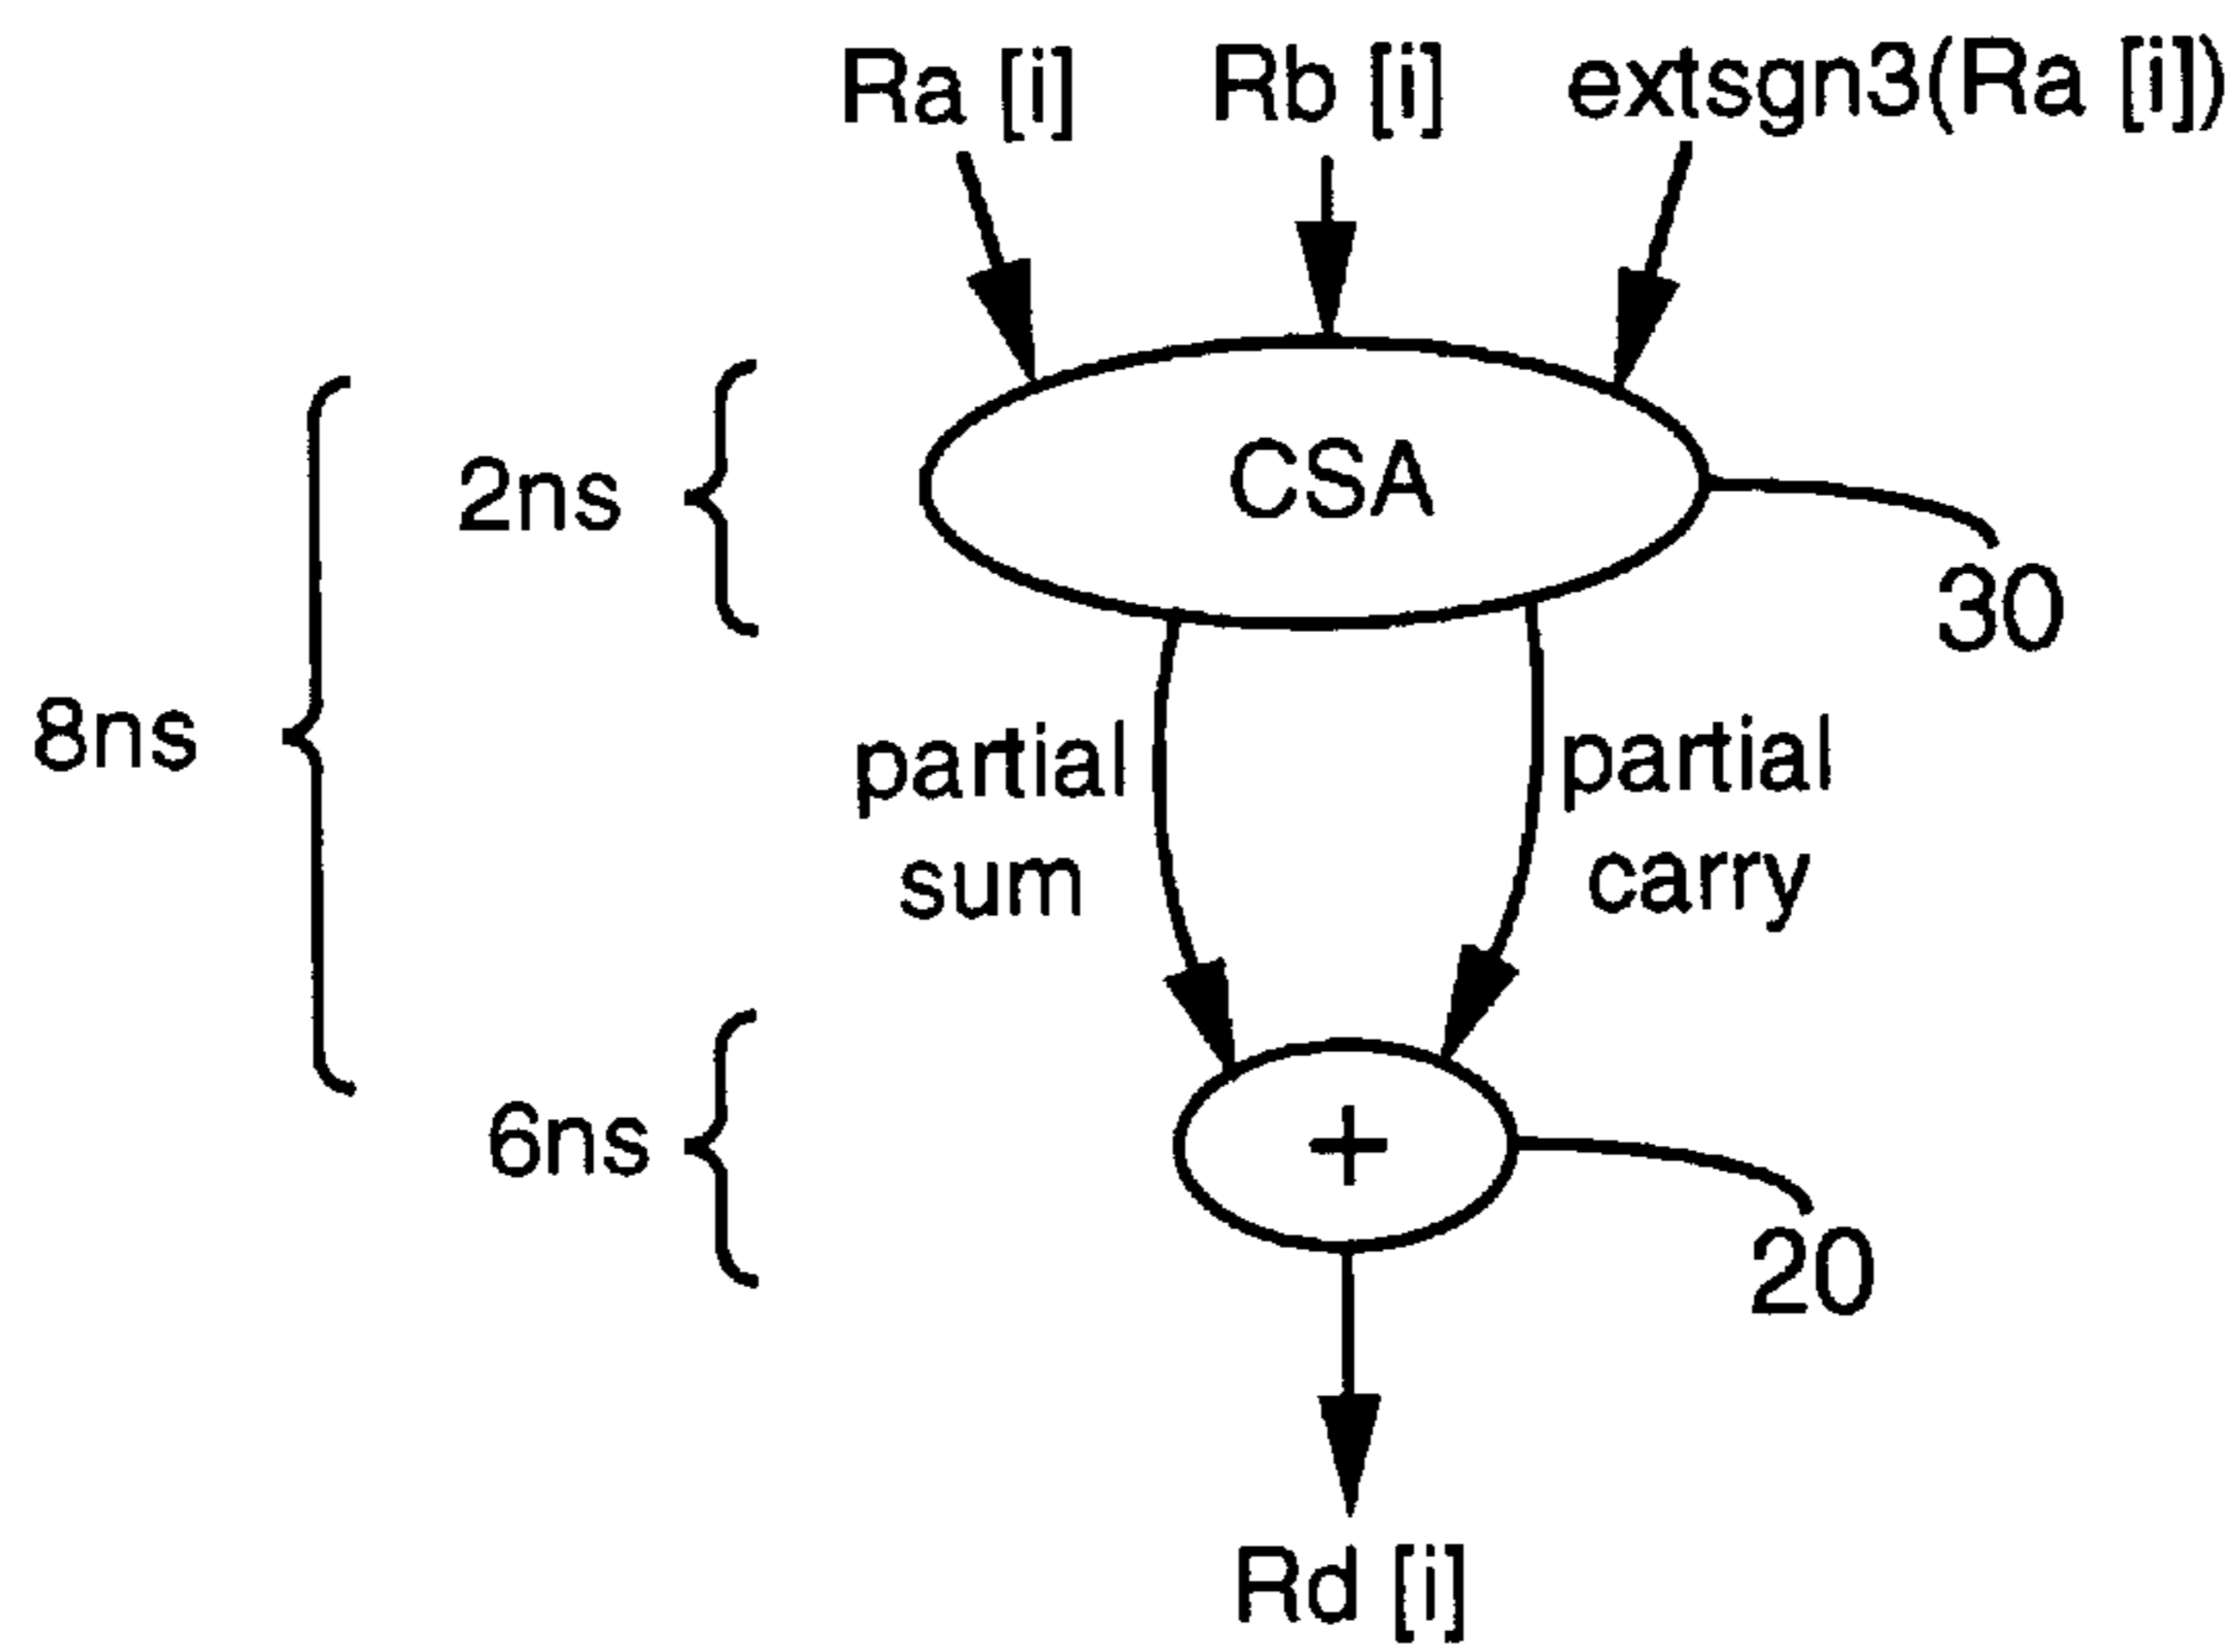 Ra [i]
Rb [i]
extsgn3(Ra [i])
CSA
2ns
30
8ns
partial
sum
partial
carry
6ns
+
20
Rd [i]